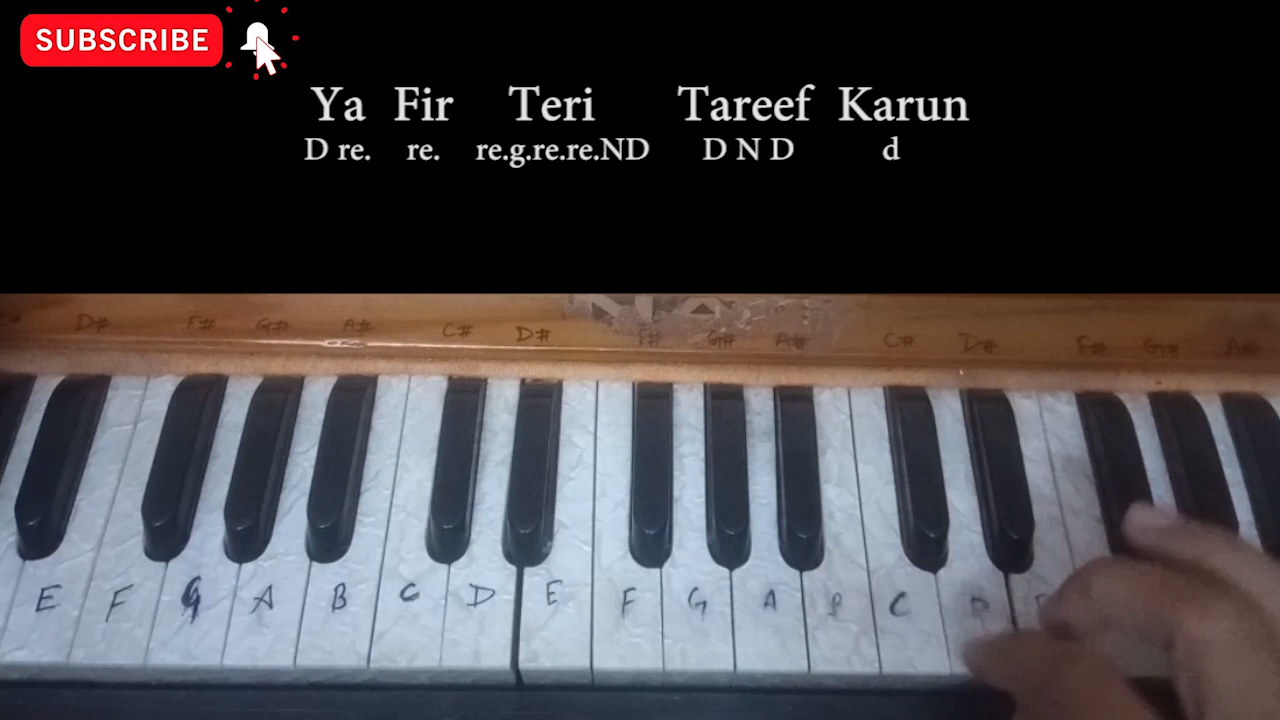 SUBSCRIBE
Ya Fir Teri Tareef Karun
D re. re. re.g.re.re.ND D N D d
D# F# G# A# C# D# F# G# A# C# D# F# G# A#
E F G A B C D E F G A B C D